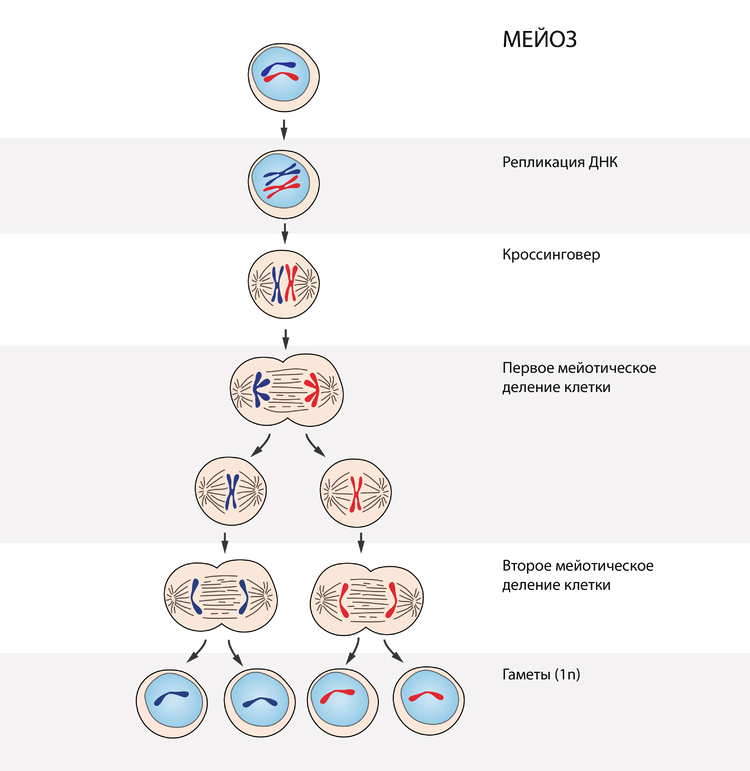 МЕЙОЗ
Репликация ДНК
Кроссинговер
Первое мейотическое
деление клетки
Второе мейотическое
деление клетки
Гаметы (1n)